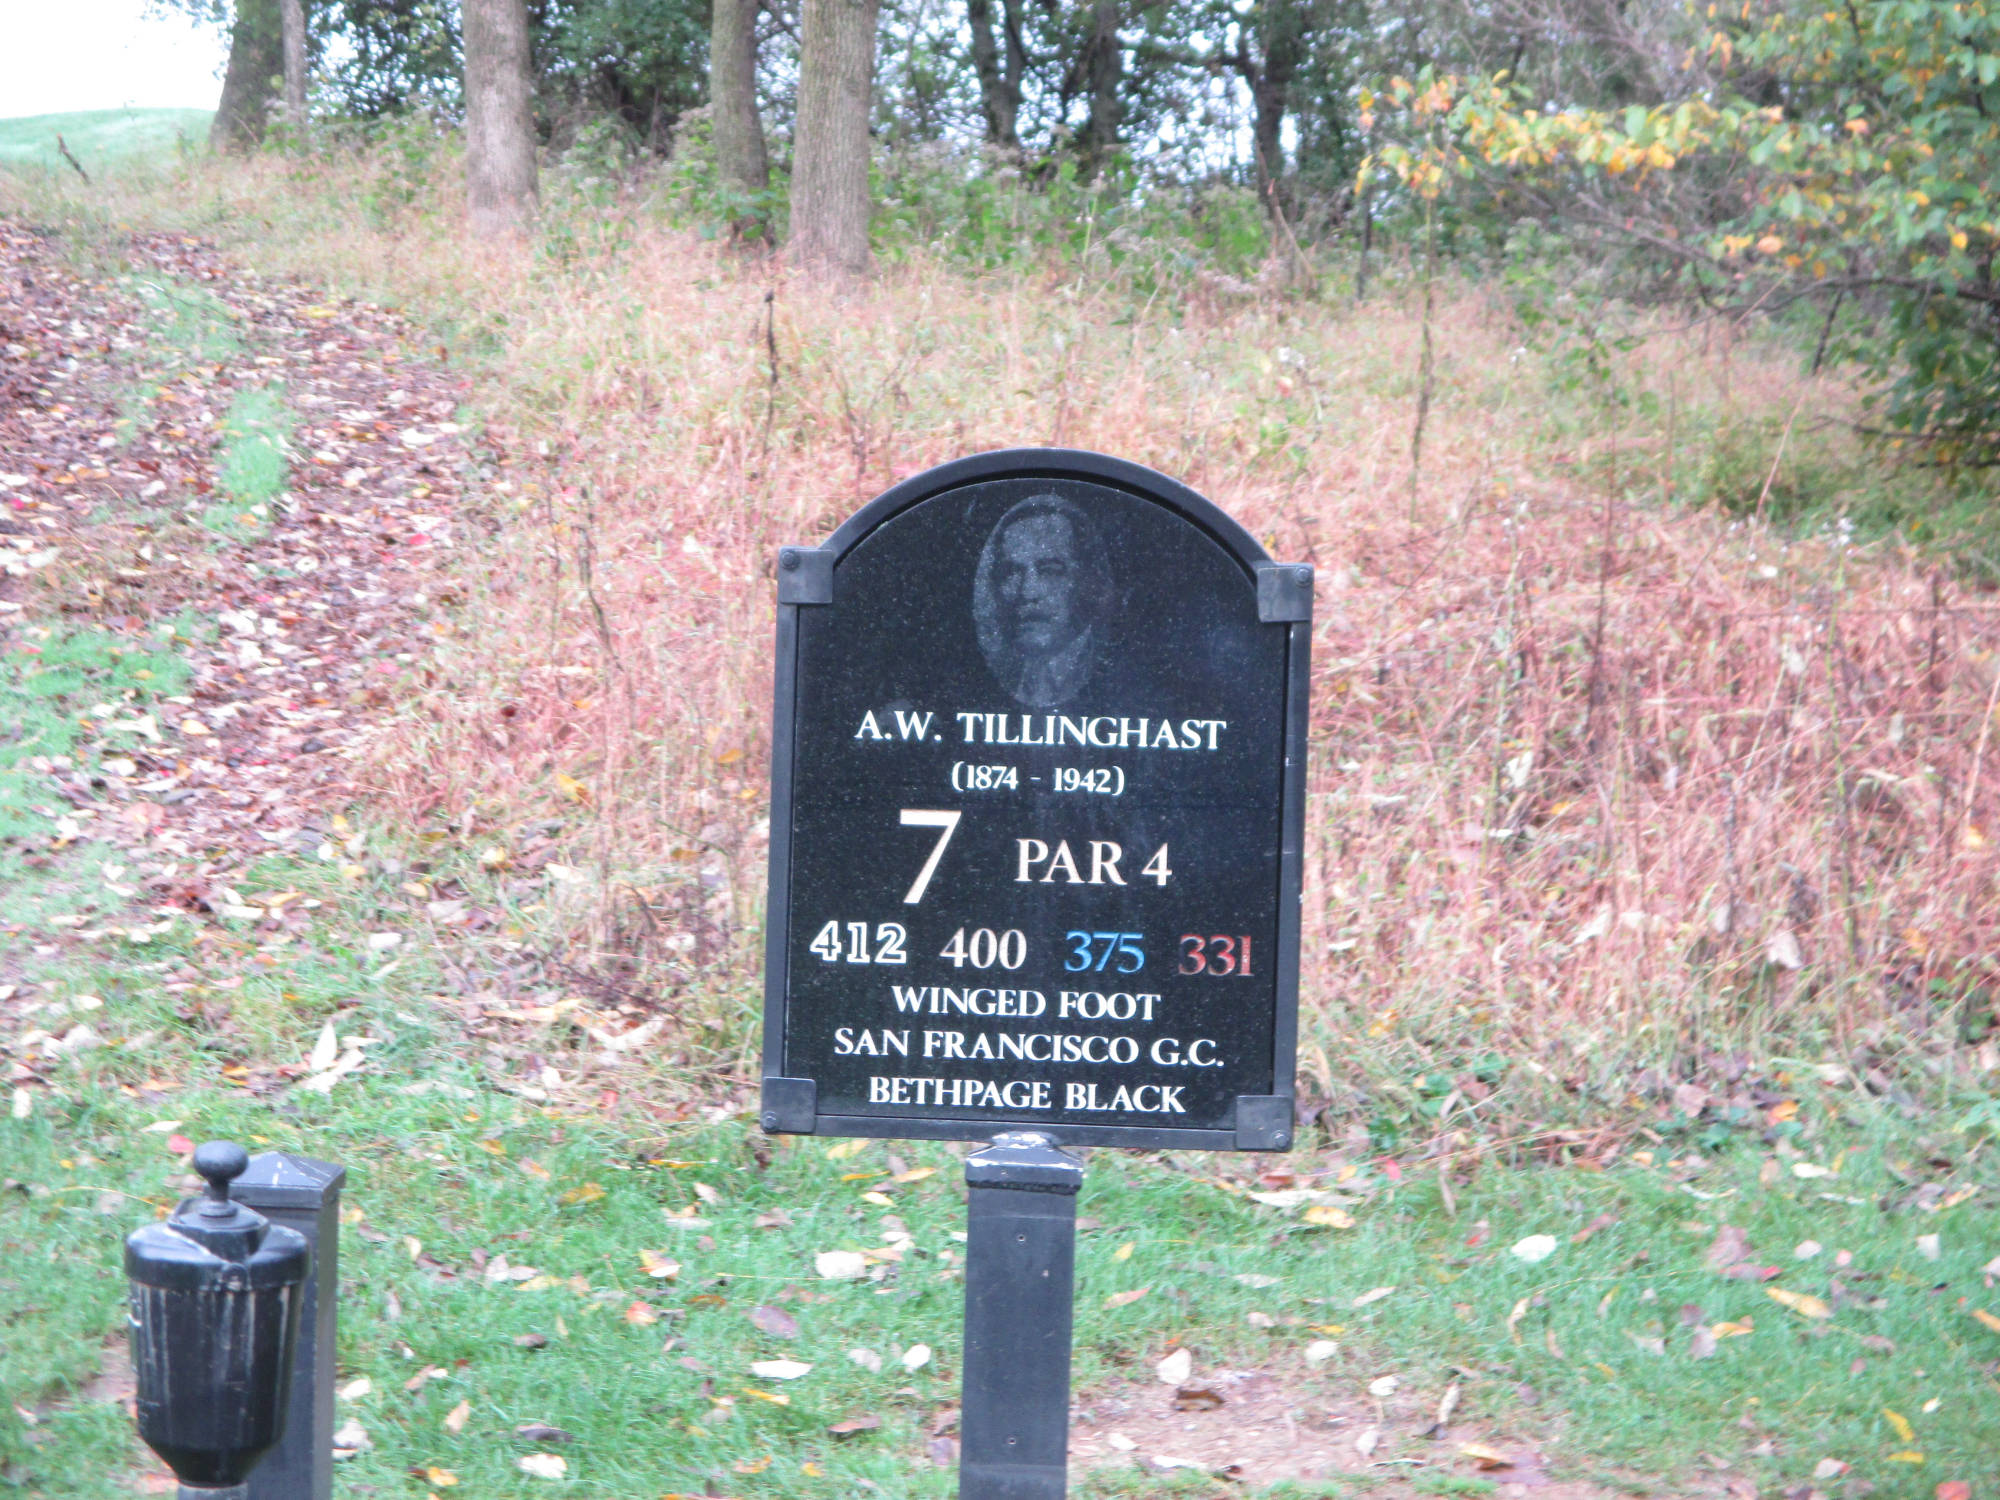 A.W. TILLINGHAST
(1874 - 1942)
7 PAR 4
412 400 375 331
WINGED FOOT
SAN FRANCISCO G.C.
BETHPAGE BLACK